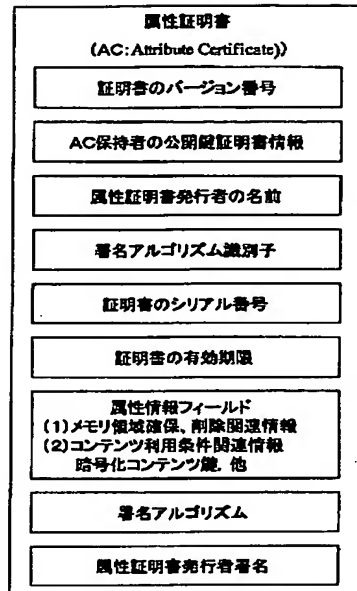 属性証明書
(AC:Attribute Certificate))
証明書のバージョン番号
AC保持者の公開鍵証明書情報
属性証明書発行者の名前
署名アルゴリズム識別子
証明書のシリアル番号
証明書の有効期限
属性情報フィールド
(1)メモリ領域確保、削除関連情報
(2)コンテンツ利用条件関連情報
暗号化コンテンツ鍵, 他
署名アルゴリズム
属性証明書発行者署名